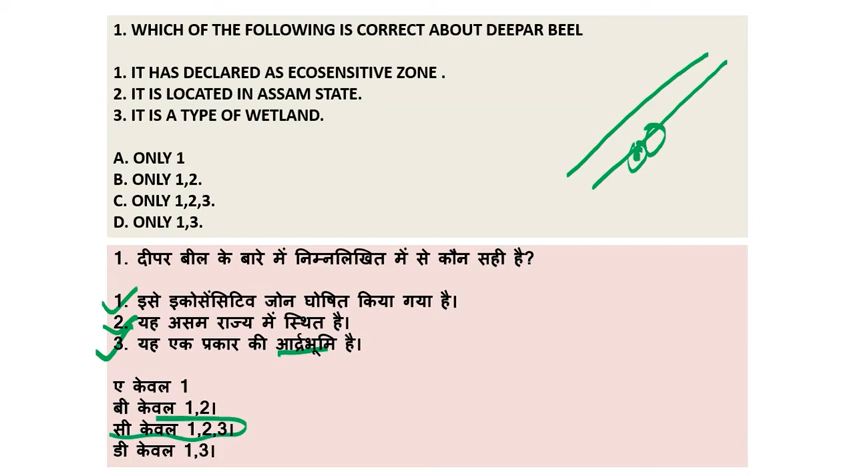 1. WHICH OF THE FOLLOWING IS CORRECT ABOUT DEEPAR BEEL
1. IT HAS DECLARED AS ECOSENSITIVE ZONE .
2. IT IS LOCATED IN ASSAM STATE.
3. IT IS A TYPE OF WETLAND.
A. ONLY 1
B. ONLY 1,2.
C. ONLY 1,2,3.
D. ONLY 1,3.
1. दीपर बील के बारे में निम्नलिखित में से कौन सही है?
1. इसे इकोसेंसिटिव जोन घोषित किया गया है।
2. यह असम राज्य में स्थित है।
3. यह एक प्रकार की आर्द्रभूमि है।
ए केवल 1
बी केवल 1,2।
सी केवल 1,2,3।
डी केवल 1,3।